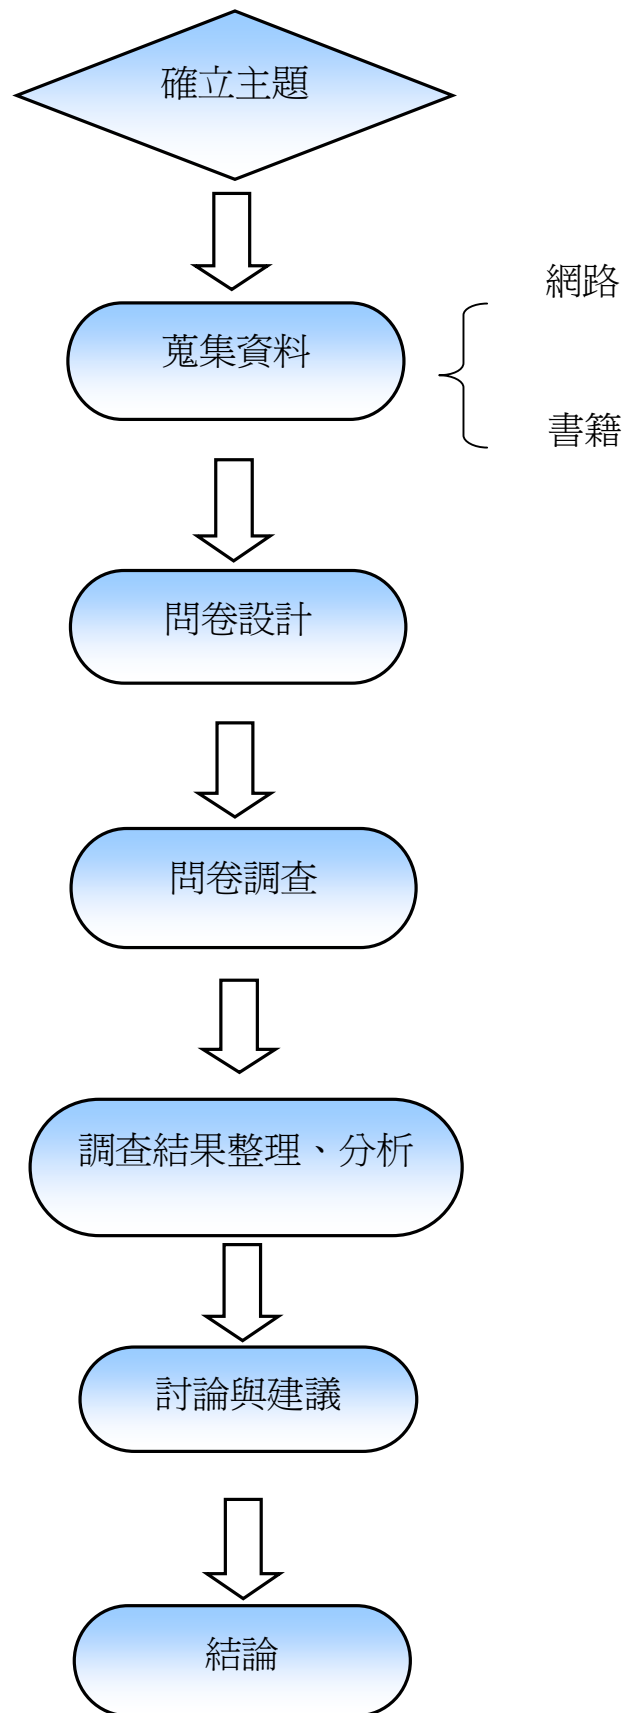 確立主題
網路
蒐集資料
書籍
問卷設計
問卷調查
調查結果整理、分析
討論與建議
結論